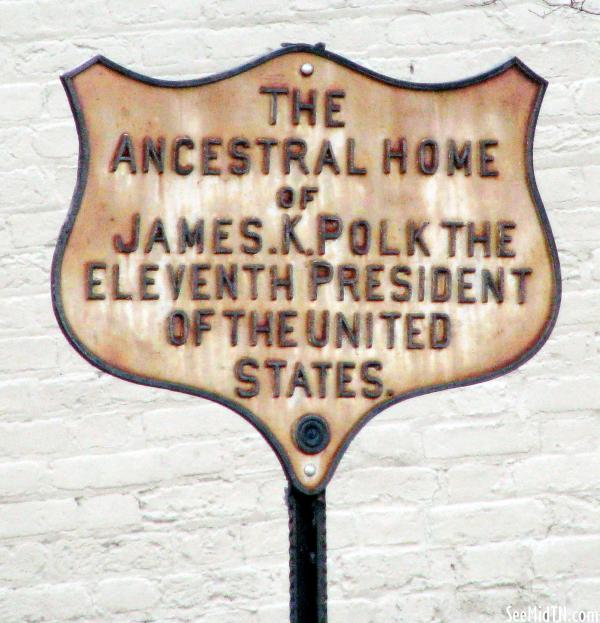 THE
ANCESTRAL HOME
OF
JAMES.K.POLK THE
ELEVENTH PRESIDENT
OF THE UNITED
STATES.
SeeMidTN.com